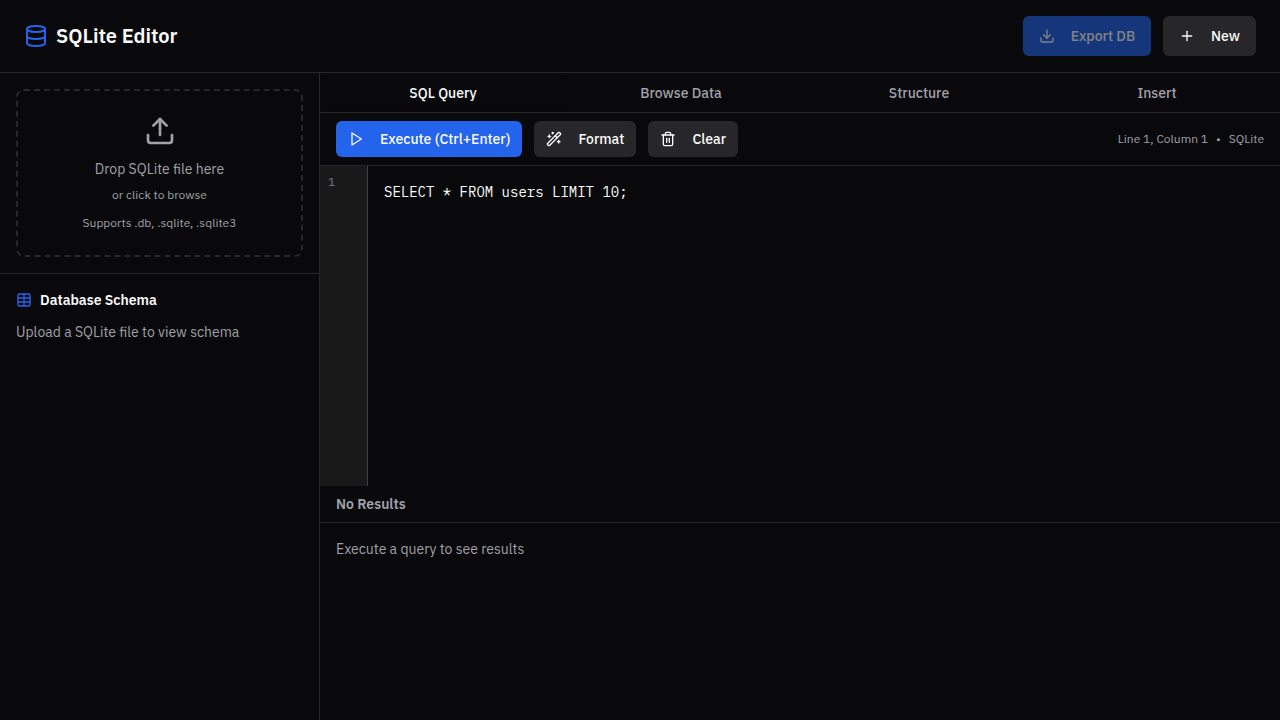 SQLite Editor
Export DB
New
Drop SQLite file here
or click to browse
Supports .db, .sqlite, .sqlite3
Database Schema
Upload a SQLite file to view schema
SQL Query
Browse Data
Structure
Insert
Execute (Ctrl+Enter)
Format
Clear
Line 1, Column 1 • SQLite
1
SELECT * FROM users LIMIT 10;
No Results
Execute a query to see results